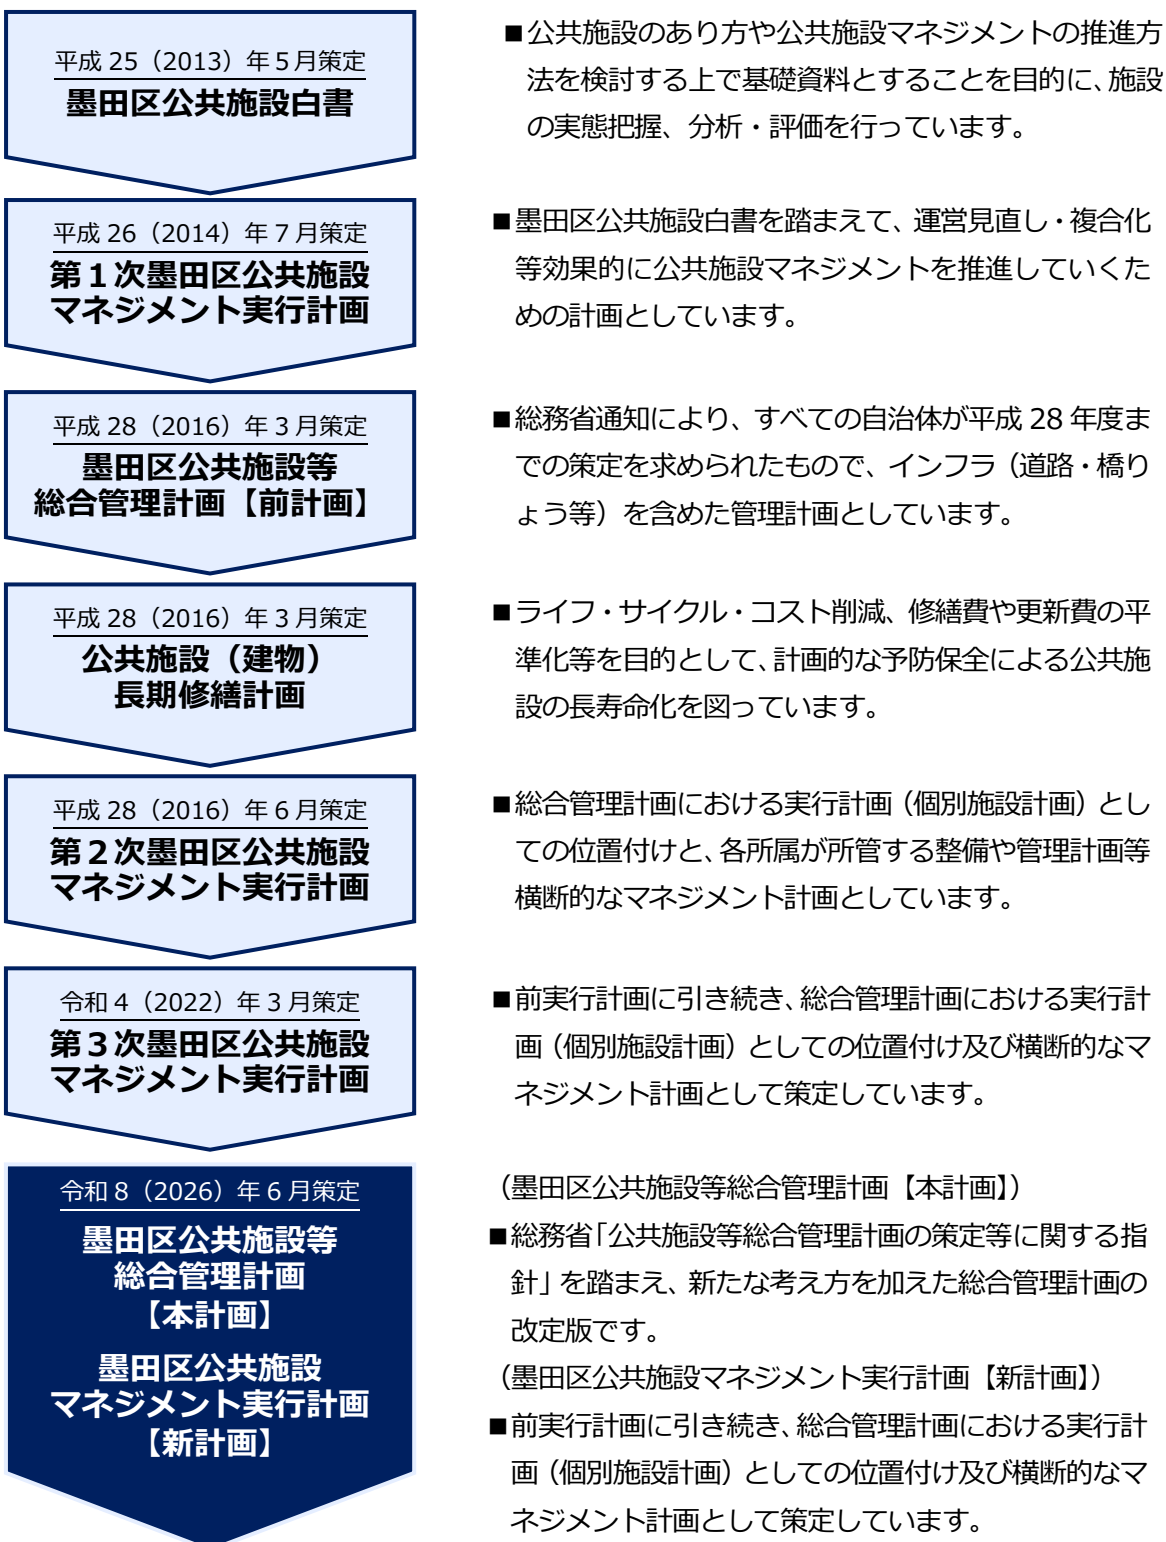 平成 25（2013）年５月策定
墨田区公共施設白書
■公共施設のあり方や公共施設マネジメントの推進方
法を検討する上で基礎資料とすることを目的に、施設
の実態把握、分析・評価を行っています。
平成 26（2014）年７月策定
第１次墨田区公共施設
マネジメント実行計画
■墨田区公共施設白書を踏まえて、運営見直し・複合化
等効果的に公共施設マネジメントを推進していくた
めの計画としています。
平成 28（2016）年３月策定
墨田区公共施設等
総合管理計画【前計画】
■総務省通知により、すべての自治体が平成 28 年度ま
での策定を求められたもので、インフラ（道路・橋り
ょう等）を含めた管理計画としています。
平成 28（2016）年３月策定
公共施設（建物）
長期修繕計画
■ライフ・サイクル・コスト削減、修繕費や更新費の平
準化等を目的として、計画的な予防保全による公共施
設の長寿命化を図っています。
平成 28（2016）年６月策定
第２次墨田区公共施設
マネジメント実行計画
■総合管理計画における実行計画（個別施設計画）とし
ての位置付けと、各所属が所管する整備や管理計画等
横断的なマネジメント計画としています。
令和４（2022）年３月策定
第３次墨田区公共施設
マネジメント実行計画
■前実行計画に引き続き、総合管理計画における実行計
画（個別施設計画）としての位置付け及び横断的なマ
ネジメント計画として策定しています。
令和８（2026）年６月策定
墨田区公共施設等
総合管理計画
【本計画】
墨田区公共施設
マネジメント実行計画
【新計画】
（墨田区公共施設等総合管理計画【本計画】）
■総務省「公共施設等総合管理計画の策定等に関する指
針」を踏まえ、新たな考え方を加えた総合管理計画の
改定版です。
（墨田区公共施設マネジメント実行計画【新計画】）
■前実行計画に引き続き、総合管理計画における実行計
画（個別施設計画）としての位置付け及び横断的なマ
ネジメント計画として策定しています。